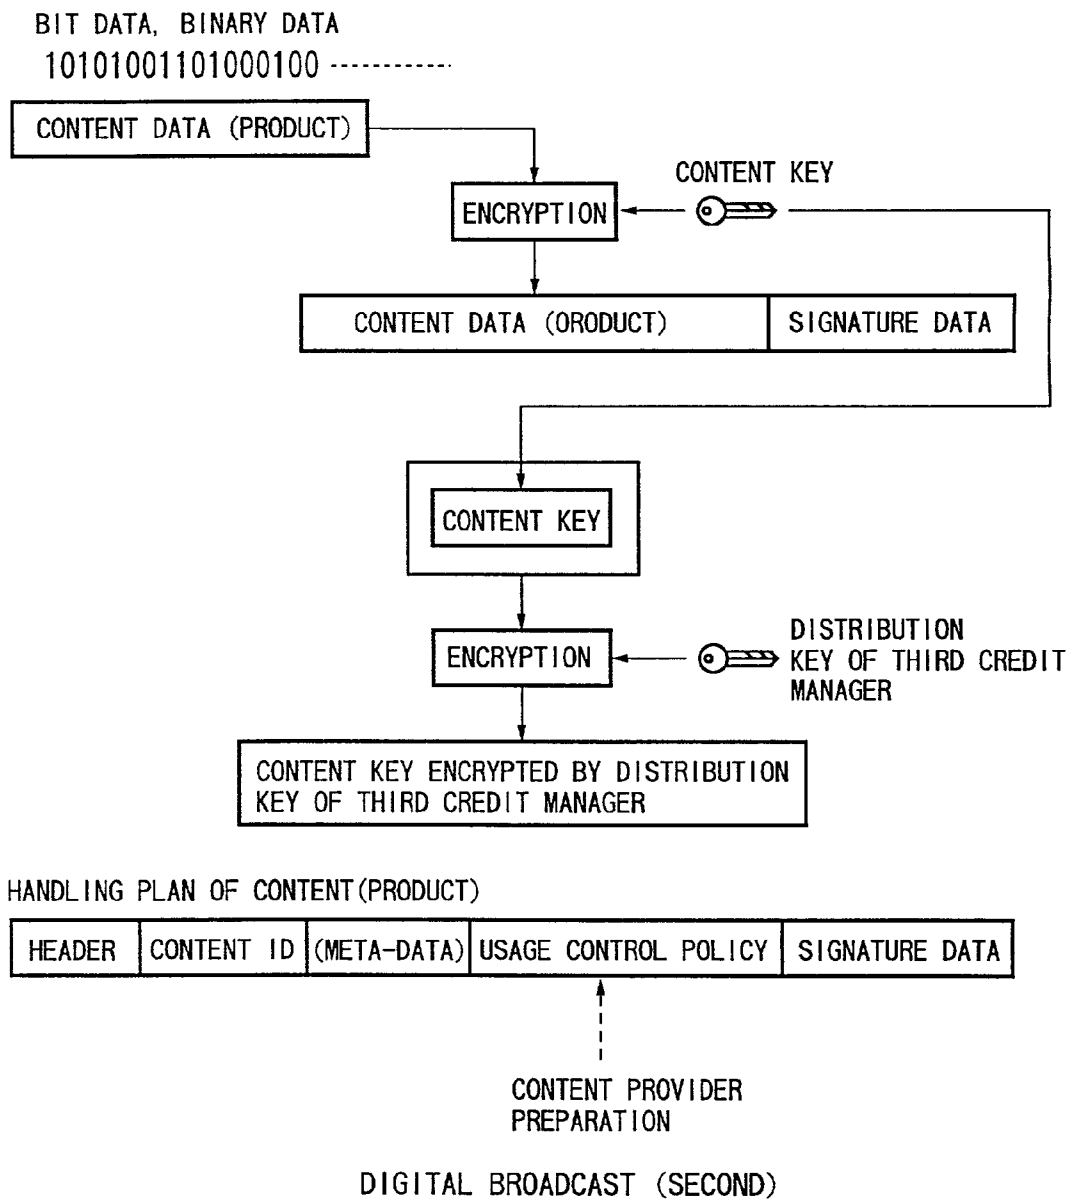 BIT DATA, BINARY DATA
10101001101000100 -----------
CONTENT DATA (PRODUCT)
CONTENT KEY
ENCRYPTION
CONTENT DATA (ORODUCT)
SIGNATURE DATA
CONTENT KEY
ENCRYPTION
DISTRIBUTION
KEY OF THIRD CREDIT
MANAGER
CONTENT KEY ENCRYPTED BY DISTRIBUTION
KEY OF THIRD CREDIT MANAGER
HANDLING PLAN OF CONTENT(PRODUCT)
HEADER
CONTENT ID
(META-DATA)
USAGE CONTROL POLICY
SIGNATURE DATA
CONTENT PROVIDER
PREPARATION
DIGITAL BROADCAST (SECOND)